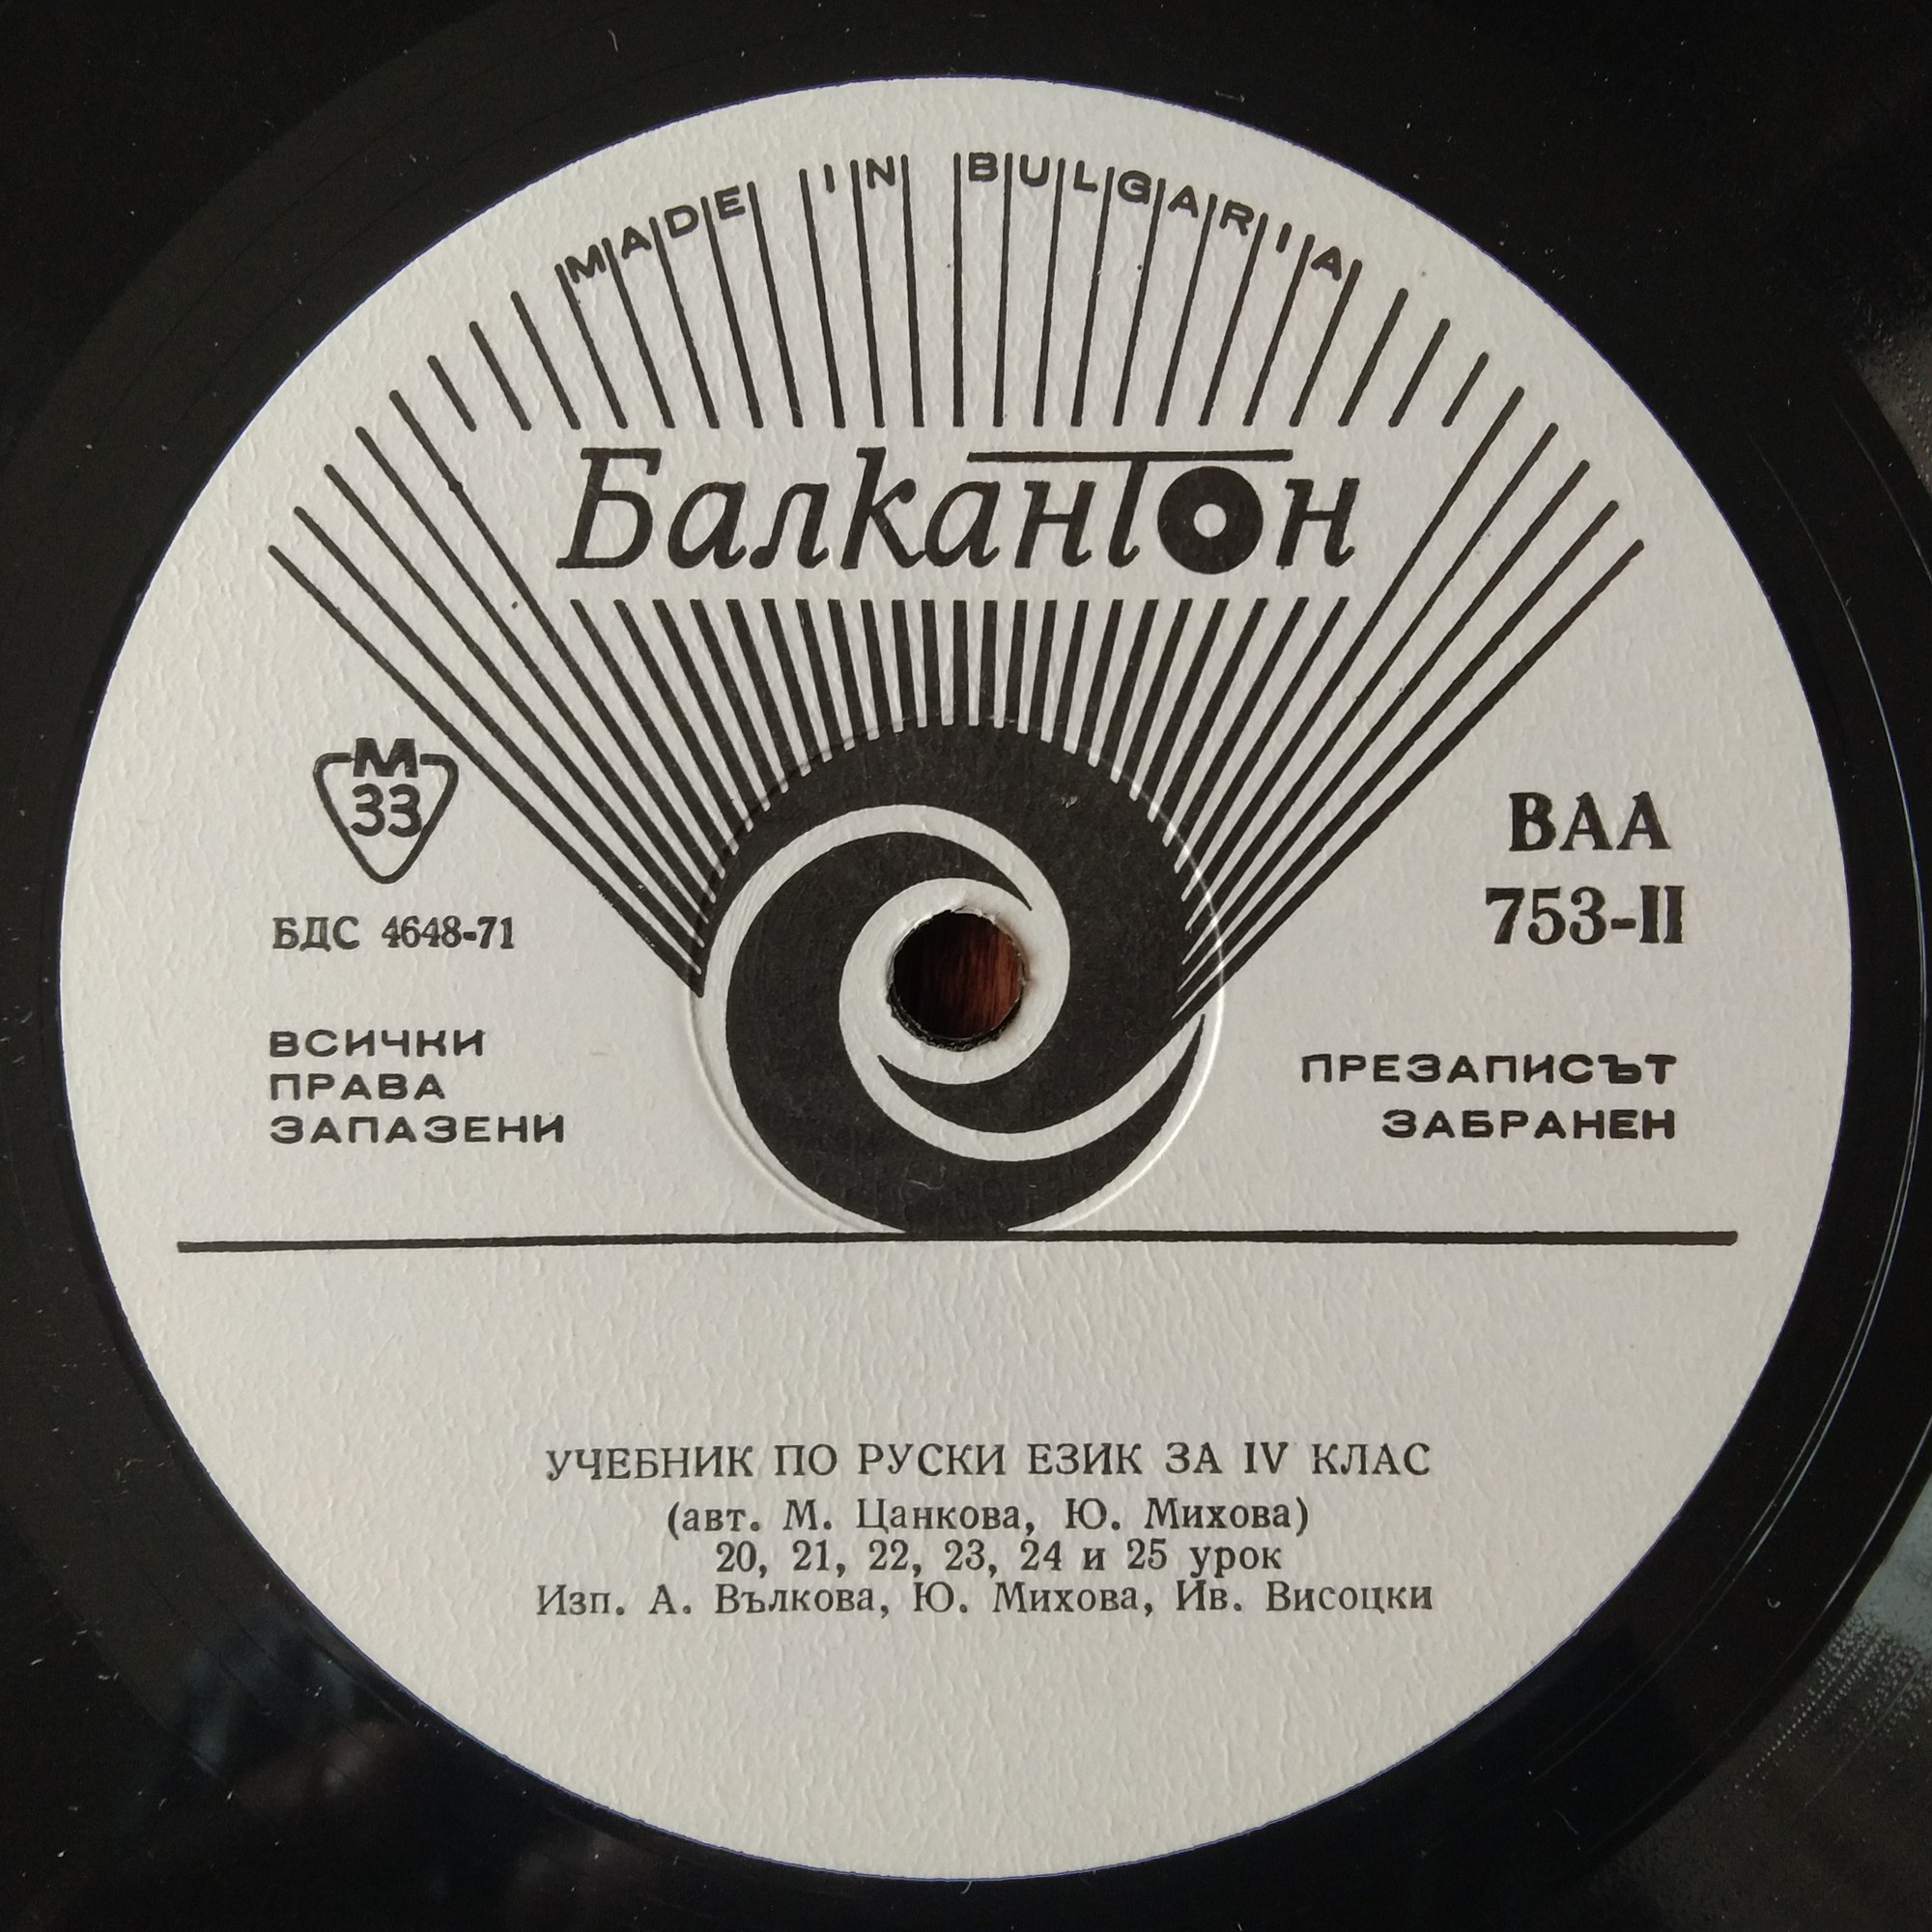 MADE IN BULGARIA
Балкантон
М
33
БДС 4648-71
ВСИЧКИ
ПРАВА
ЗАПАЗЕНИ
ВАА
753-II
ПРЕЗАПИСЪТ
ЗАБРАНЕН
УЧЕБНИК ПО РУСКИ ЕЗИК ЗА IV КЛАС
(авт. М. Цанкова, Ю. Михова)
20, 21, 22, 23, 24 и 25 урок
Изп. А. Вълкова, Ю. Михова, Ив. Висоцки